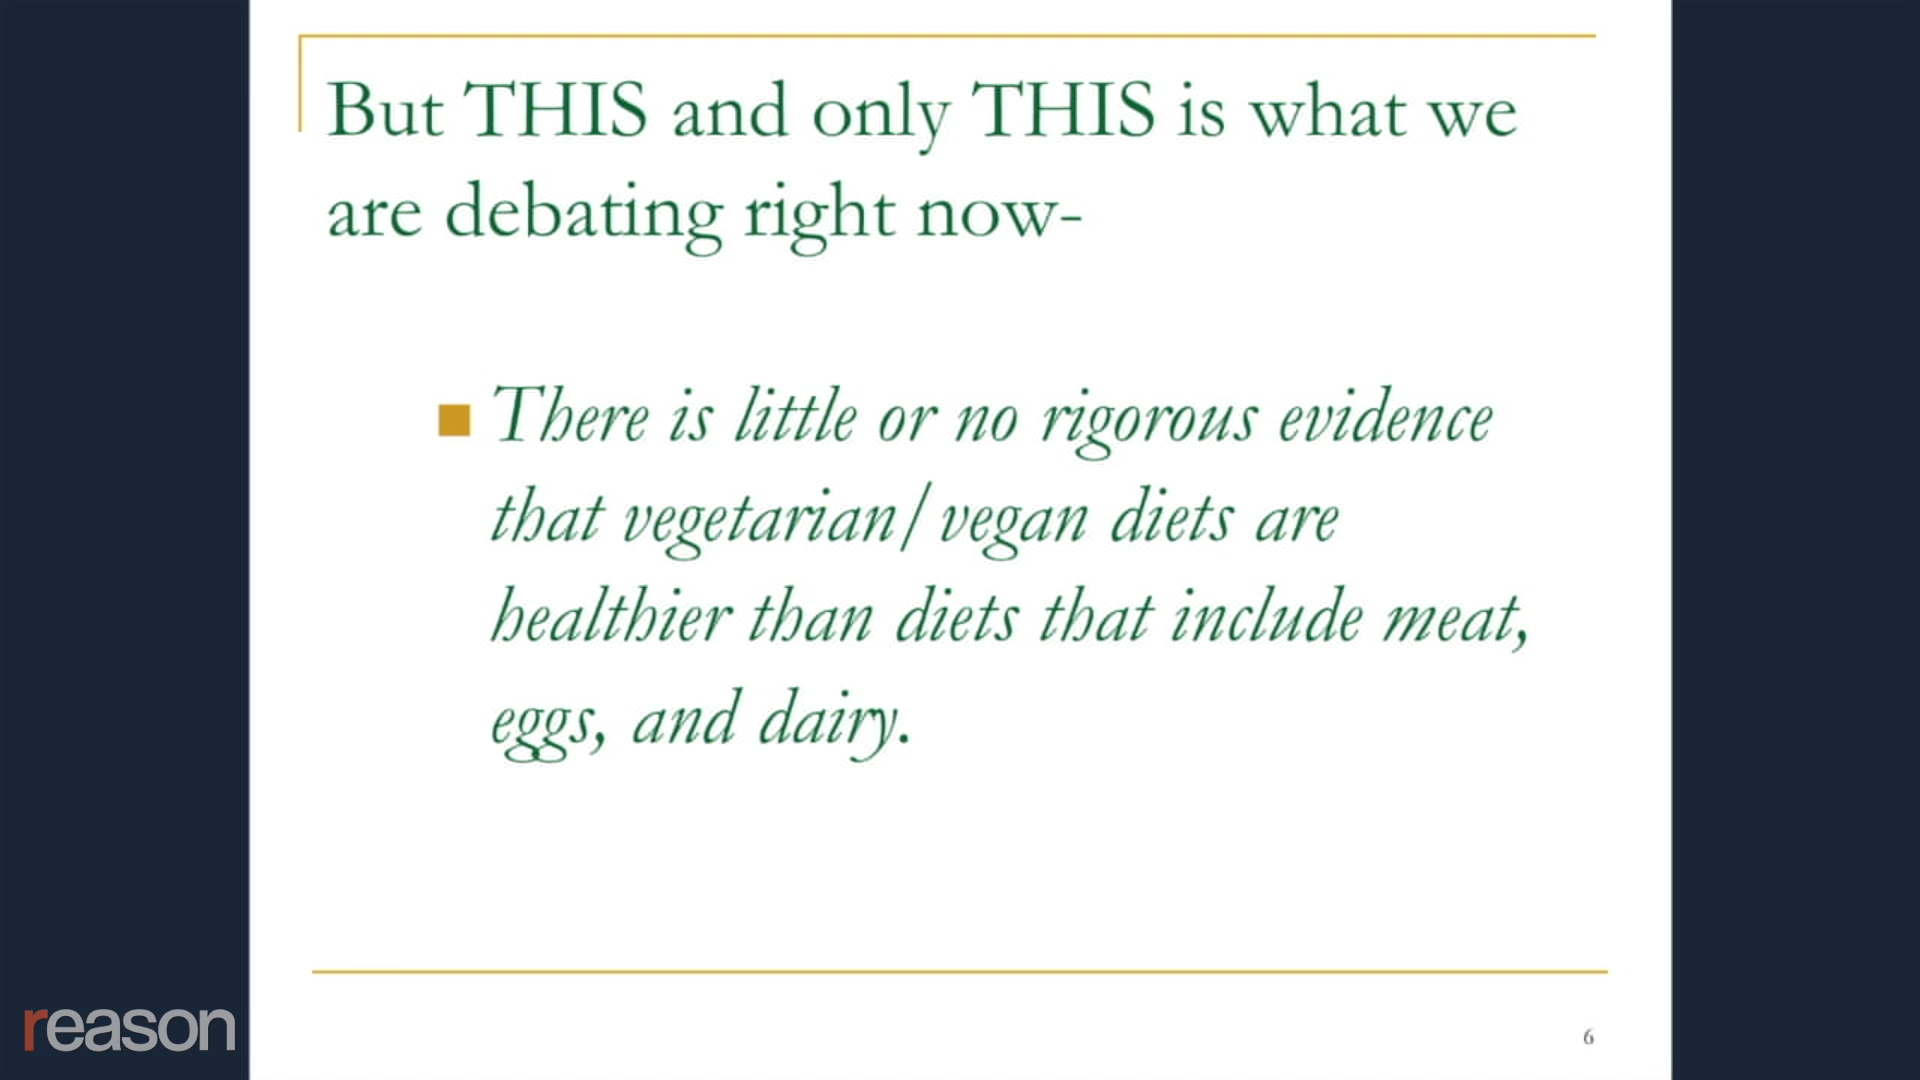 But THIS and only THIS is what we
are debating right now-
There is little or no rigorous evidence
that vegetarian/vegan diets are
healthier than diets that include meat,
eggs, and dairy.
reason
6